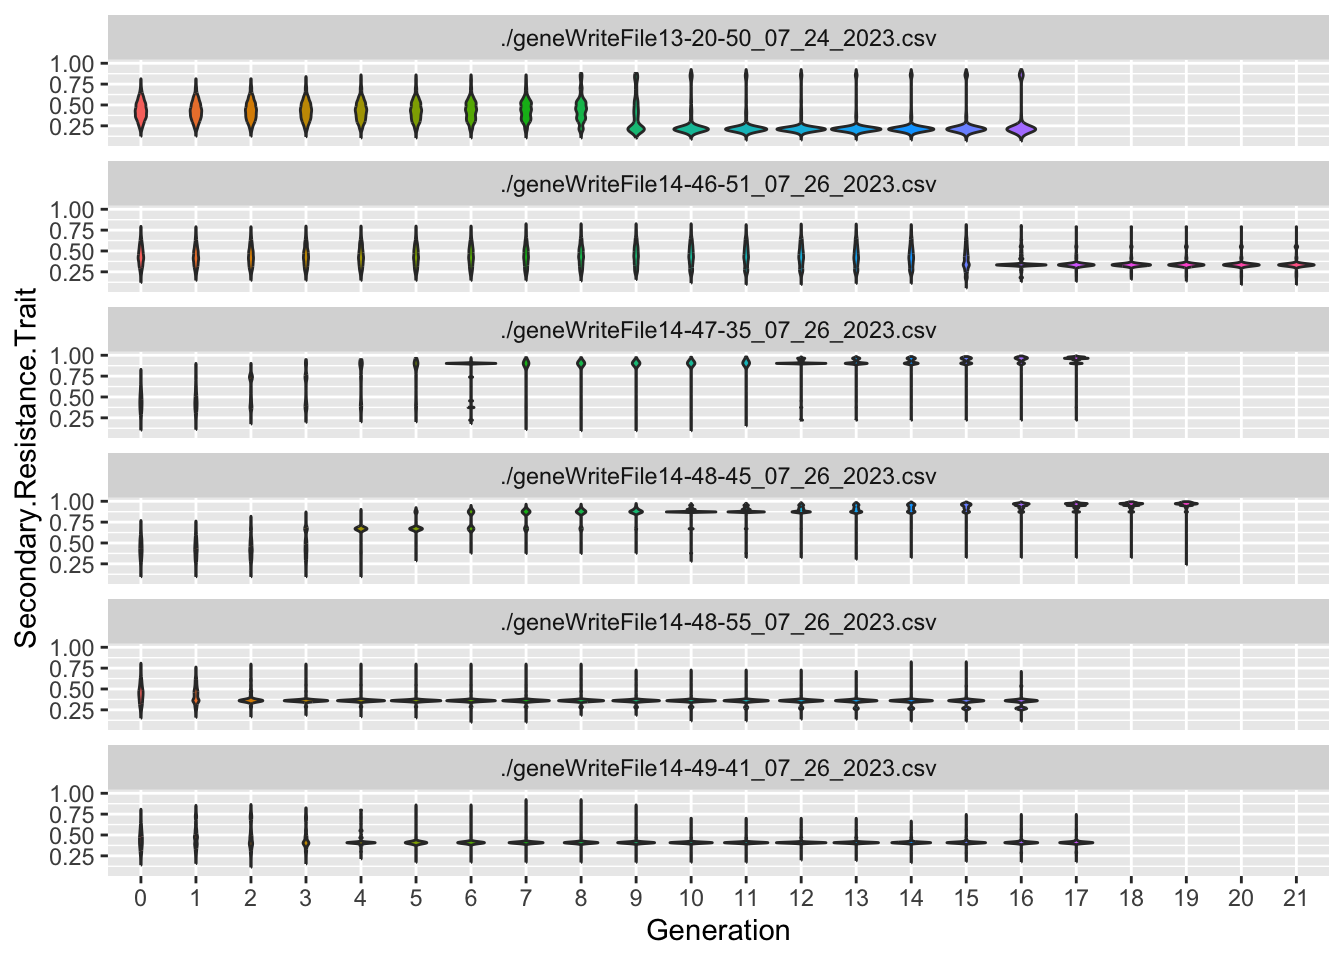 ./geneWriteFile13-20-50_07_24_2023.csv
1.00
0.75
0.50
0.25
./geneWriteFile14-46-51_07_26_2023.csv
1.00
0.75
0.50
0.25
./geneWriteFile14-47-35_07_26_2023.csv
1.00
0.75
0.50
0.25
./geneWriteFile14-48-45_07_26_2023.csv
1.00
0.75
0.50
0.25
./geneWriteFile14-48-55_07_26_2023.csv
1.00
0.75
0.50
0.25
./geneWriteFile14-49-41_07_26_2023.csv
1.00
0.75
0.50
0.25
Secondary.Resistance.Trait
0 1 2 3 4 5 6 7 8 9 10 11 12 13 14 15 16 17 18 19 20 21
Generation